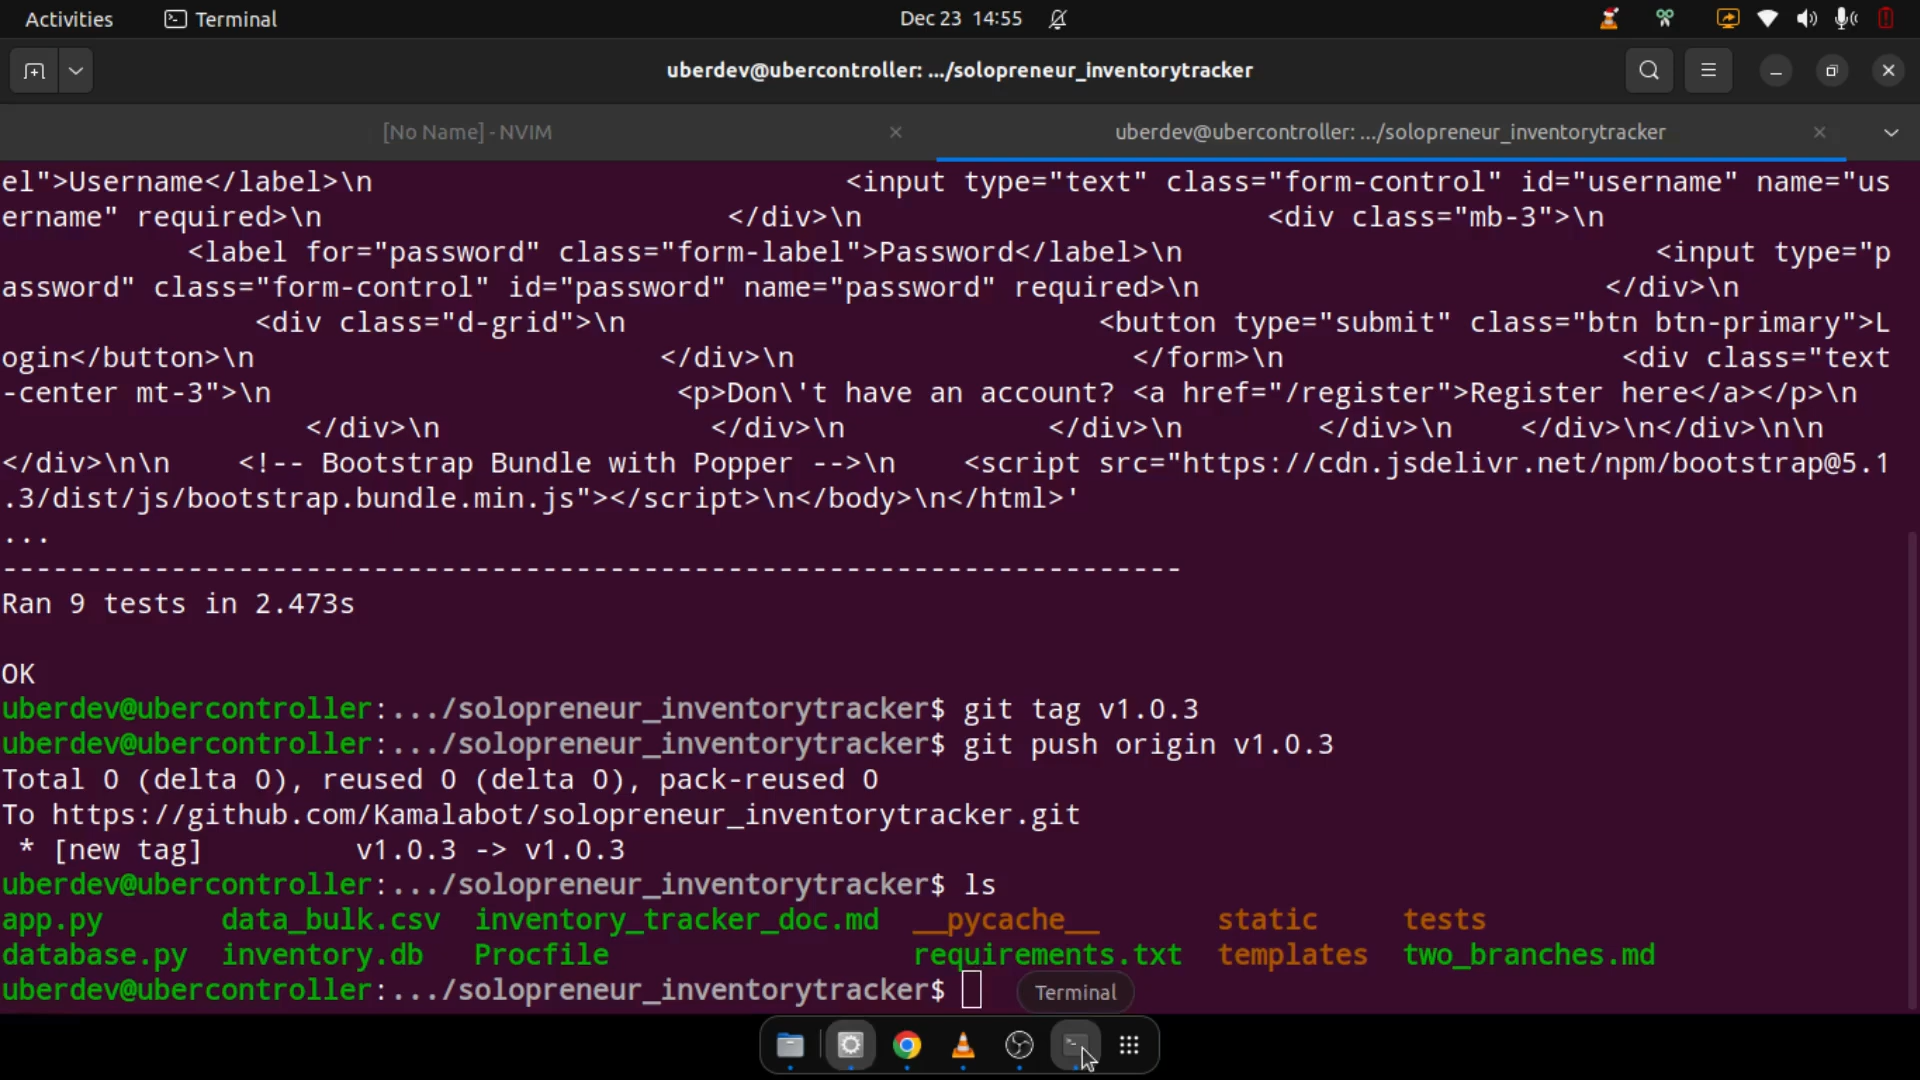 Activities Terminal Dec 23 14:55
uberdev@ubercontroller: .../solopreneur_inventorytracker
[No Name] - NVIM uberdev@ubercontroller: .../solopreneur_inventorytracker
el">Username</label>\n <input type="text" class="form-control" id="username" name="us
ername" required>\n </div>\n <div class="mb-3">\n
<label for="password" class="form-label">Password</label>\n <input type="p
assword" class="form-control" id="password" name="password" required>\n </div>\n
<div class="d-grid">\n <button type="submit" class="btn btn-primary">L
ogin</button>\n </div>\n </form>\n <div class="text
-center mt-3">\n <p>Don\'t have an account? <a href="/register">Register here</a></p>\n
</div>\n </div>\n </div>\n </div>\n </div>\n</div>\n\n
</div>\n\n <!-- Bootstrap Bundle with Popper -->\n <script src="https://cdn.jsdelivr.net/npm/bootstrap@5.1
.3/dist/js/bootstrap.bundle.min.js"></script>\n</body>\n</html>'
...
----------------------------------------------------------------------
Ran 9 tests in 2.473s
OK
uberdev@ubercontroller:.../solopreneur_inventorytracker$ git tag v1.0.3
uberdev@ubercontroller:.../solopreneur_inventorytracker$ git push origin v1.0.3
Total 0 (delta 0), reused 0 (delta 0), pack-reused 0
To https://github.com/Kamalabot/solopreneur_inventorytracker.git
* [new tag] v1.0.3 -> v1.0.3
uberdev@ubercontroller:.../solopreneur_inventorytracker$ ls
app.py data_bulk.csv inventory_tracker_doc.md __pycache__ static tests
database.py inventory.db Procfile requirements.txt templates two_branches.md
uberdev@ubercontroller:.../solopreneur_inventorytracker$
Terminal